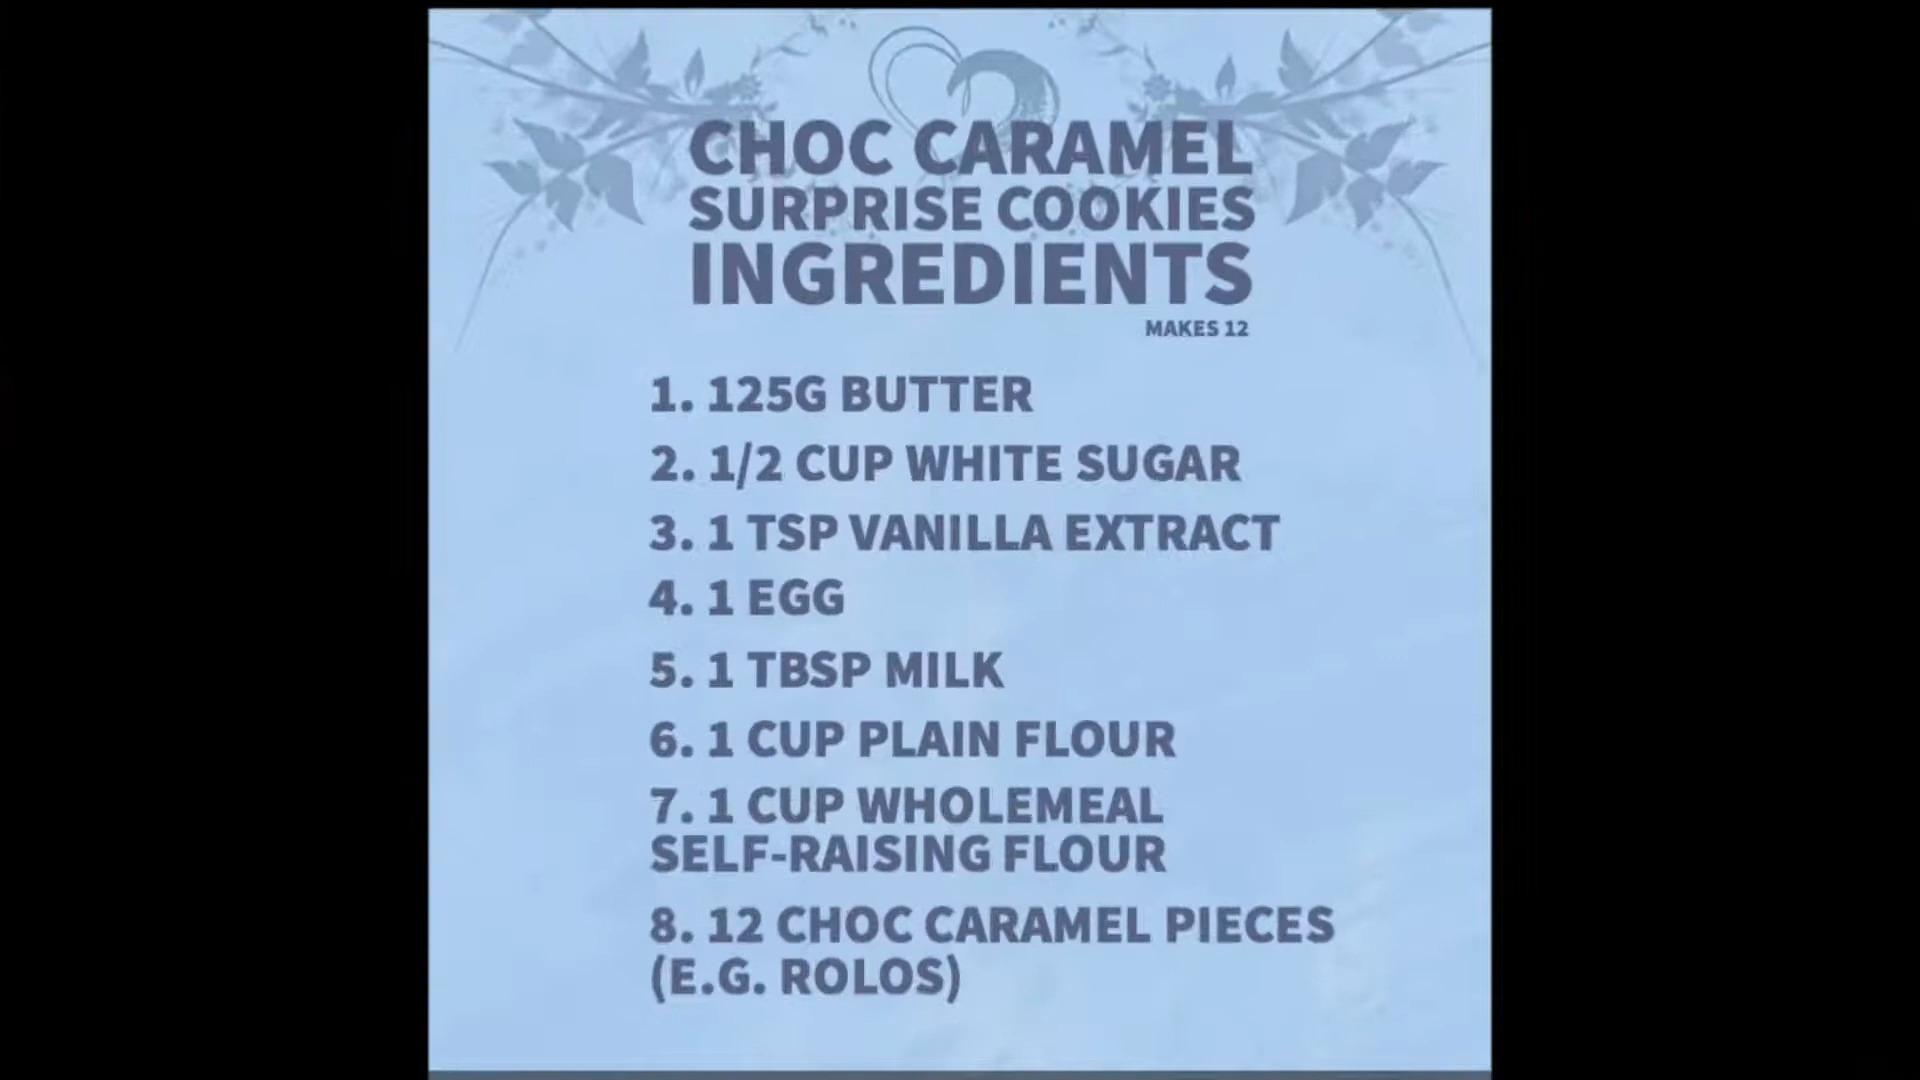 CHOC CARAMEL
SURPRISE COOKIES
INGREDIENTS
MAKES 12
1. 125G BUTTER
2. 1/2 CUP WHITE SUGAR
3. 1 TSP VANILLA EXTRACT
4. 1 EGG
5. 1 TBSP MILK
6. 1 CUP PLAIN FLOUR
7. 1 CUP WHOLEMEAL
SELF-RAISING FLOUR
8. 12 CHOC CARAMEL PIECES
(E.G. ROLOS)